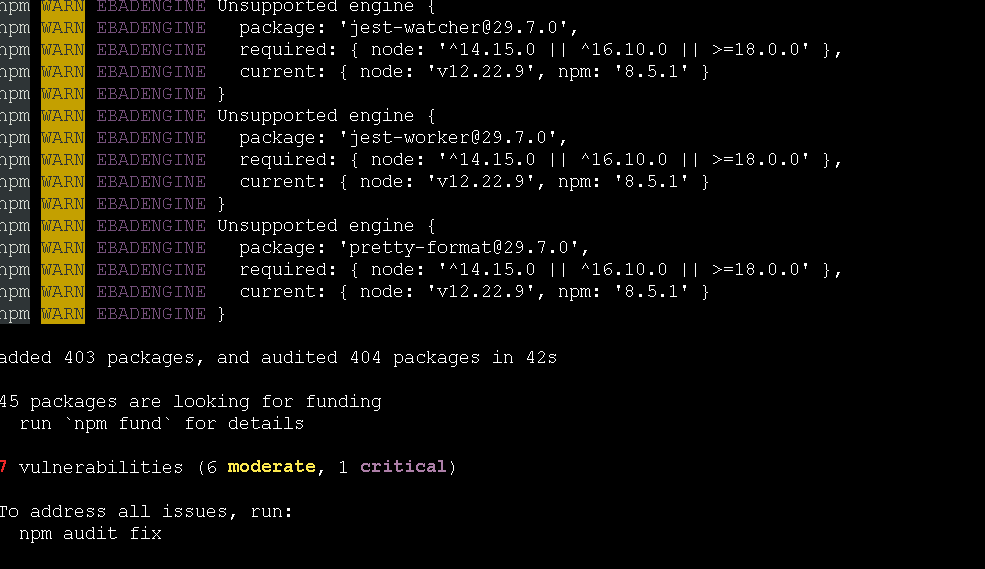 npm WARN EBADENGINE Unsupported engine {
npm WARN EBADENGINE   package: 'jest-watcher@29.7.0',
npm WARN EBADENGINE   required: { node: '^14.15.0 || ^16.10.0 || >=18.0.0' },
npm WARN EBADENGINE   current: { node: 'v12.22.9', npm: '8.5.1' }
npm WARN EBADENGINE }
npm WARN EBADENGINE Unsupported engine {
npm WARN EBADENGINE   package: 'jest-worker@29.7.0',
npm WARN EBADENGINE   required: { node: '^14.15.0 || ^16.10.0 || >=18.0.0' },
npm WARN EBADENGINE   current: { node: 'v12.22.9', npm: '8.5.1' }
npm WARN EBADENGINE }
npm WARN EBADENGINE Unsupported engine {
npm WARN EBADENGINE   package: 'pretty-format@29.7.0',
npm WARN EBADENGINE   required: { node: '^14.15.0 || ^16.10.0 || >=18.0.0' },
npm WARN EBADENGINE   current: { node: 'v12.22.9', npm: '8.5.1' }
npm WARN EBADENGINE }
added 403 packages, and audited 404 packages in 42s
45 packages are looking for funding
  run `npm fund` for details
7 vulnerabilities (6 moderate, 1 critical)
To address all issues, run:
  npm audit fix